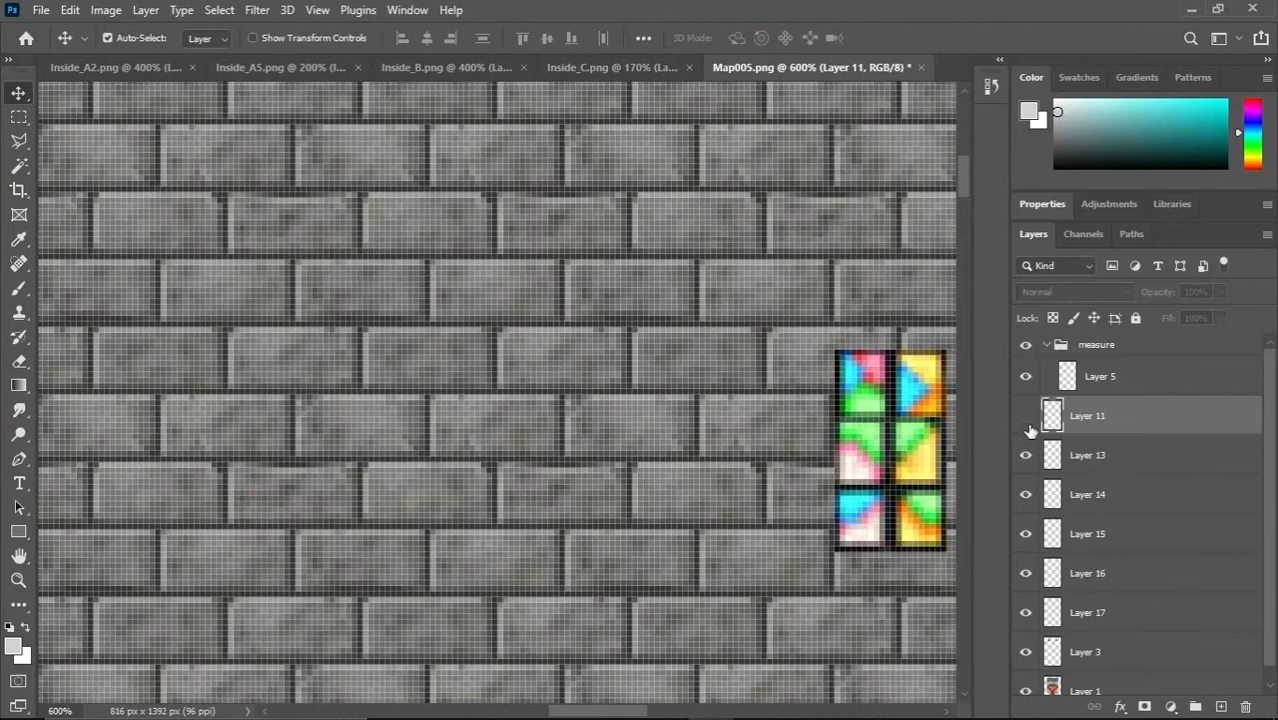 Ps File Edit Image Layer Type Select Filter 3D View Plugins Window Help
Auto-Select: Layer Show Transform Controls 3D Mode:
Inside_A2.png @ 400% (L... × Inside_A5.png @ 200% (I... × Inside_B.png @ 400% (La... × Inside_C.png @ 170% (La... × Map005.png @ 600% (Layer 11, RGB/8) * ×
Color Swatches Gradients Patterns
Properties Adjustments Libraries
Layers Channels Paths
Kind
Normal Opacity: 100%
Lock: Fill: 100%
measure
Layer 5
Layer 11
Layer 13
Layer 14
Layer 15
Layer 16
Layer 17
Layer 3
Layer 1
600% 816 px x 1392 px (96 ppi)
fx